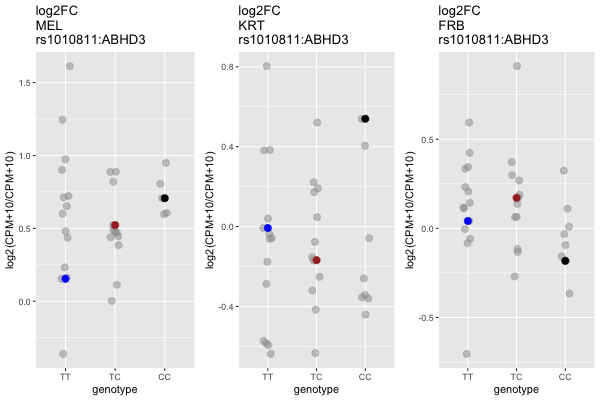 log2FC
MEL
rs1010811:ABHD3
log2(CPM+10/CPM+10)
1.5
1.0
0.5
0.0
TT TC CC
genotype
log2FC
KRT
rs1010811:ABHD3
log2(CPM+10/CPM+10)
0.8
0.4
0.0
-0.4
TT TC CC
genotype
log2FC
FRB
rs1010811:ABHD3
log2(CPM+10/CPM+10)
0.5
0.0
-0.5
TT TC CC
genotype